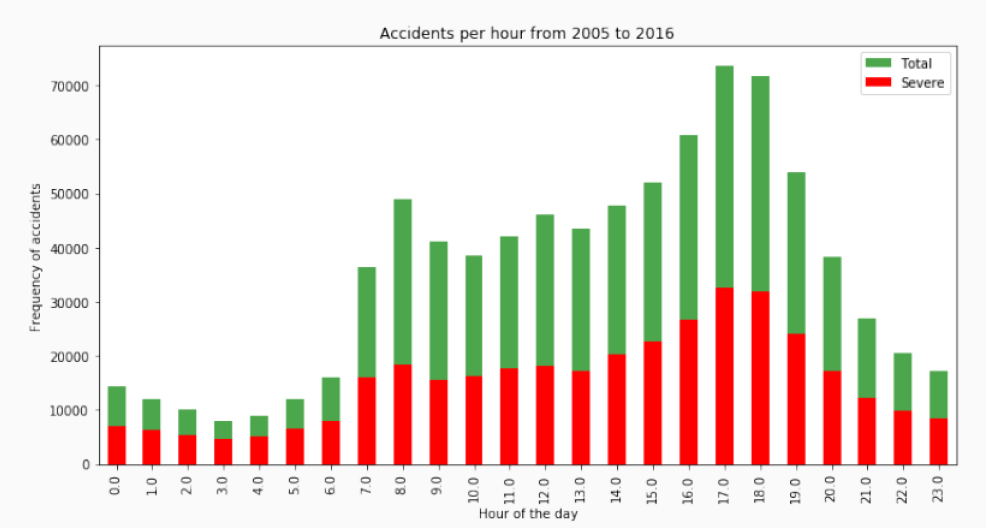 Accidents per hour from 2005 to 2016
Total
Severe
70000
60000
50000
40000
30000
20000
10000
0
Frequency of accidents
0.0 1.0 2.0 3.0 4.0 5.0 6.0 7.0 8.0 9.0 10.0 11.0 12.0 13.0 14.0 15.0 16.0 17.0 18.0 19.0 20.0 21.0 22.0 23.0
Hour of the day